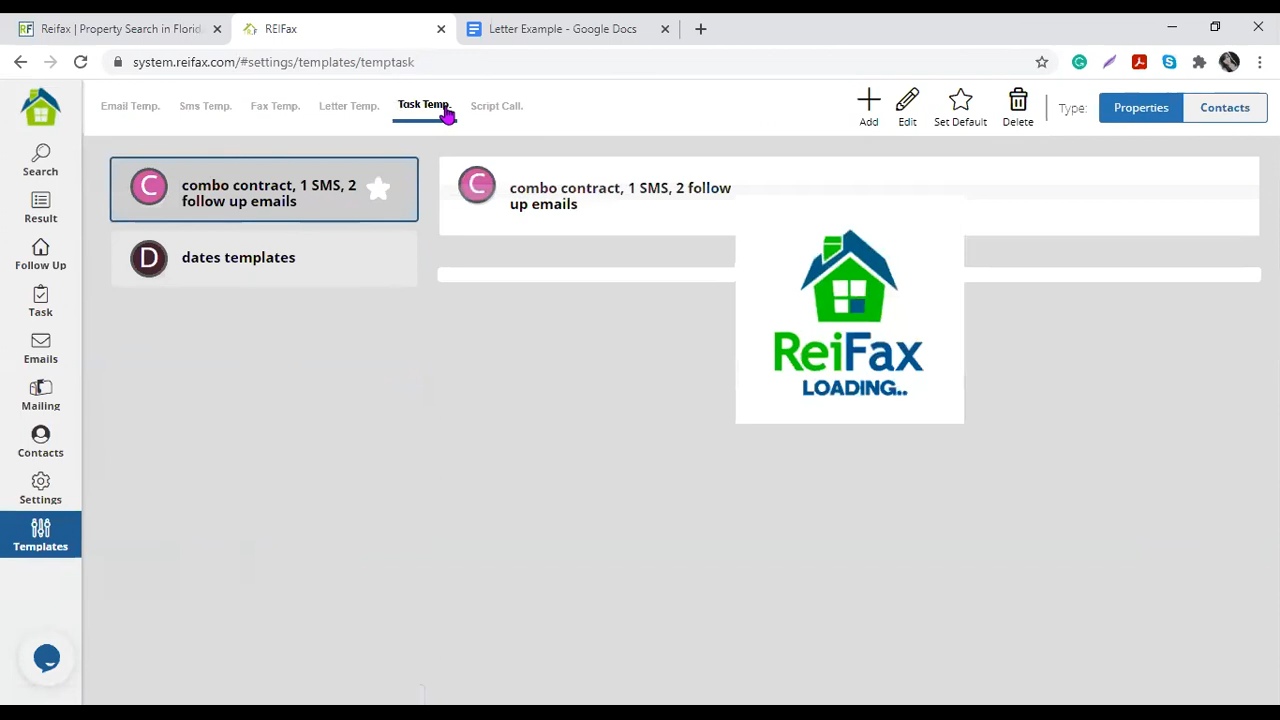 Reifax | Property Search in Florid
REIFax
Letter Example - Google Docs
system.reifax.com/#settings/templates/temptask
Email Temp.
Sms Temp.
Fax Temp.
Letter Temp.
Task Temp.
Script Call.
Add
Edit
Set Default
Delete
Type:
Properties
Contacts
Search
Result
Follow Up
Task
Emails
Mailing
Contacts
Settings
Templates
C
combo contract, 1 SMS, 2
follow up emails
D
dates templates
C
combo contract, 1 SMS, 2 follow
up emails
ReiFax
LOADING..